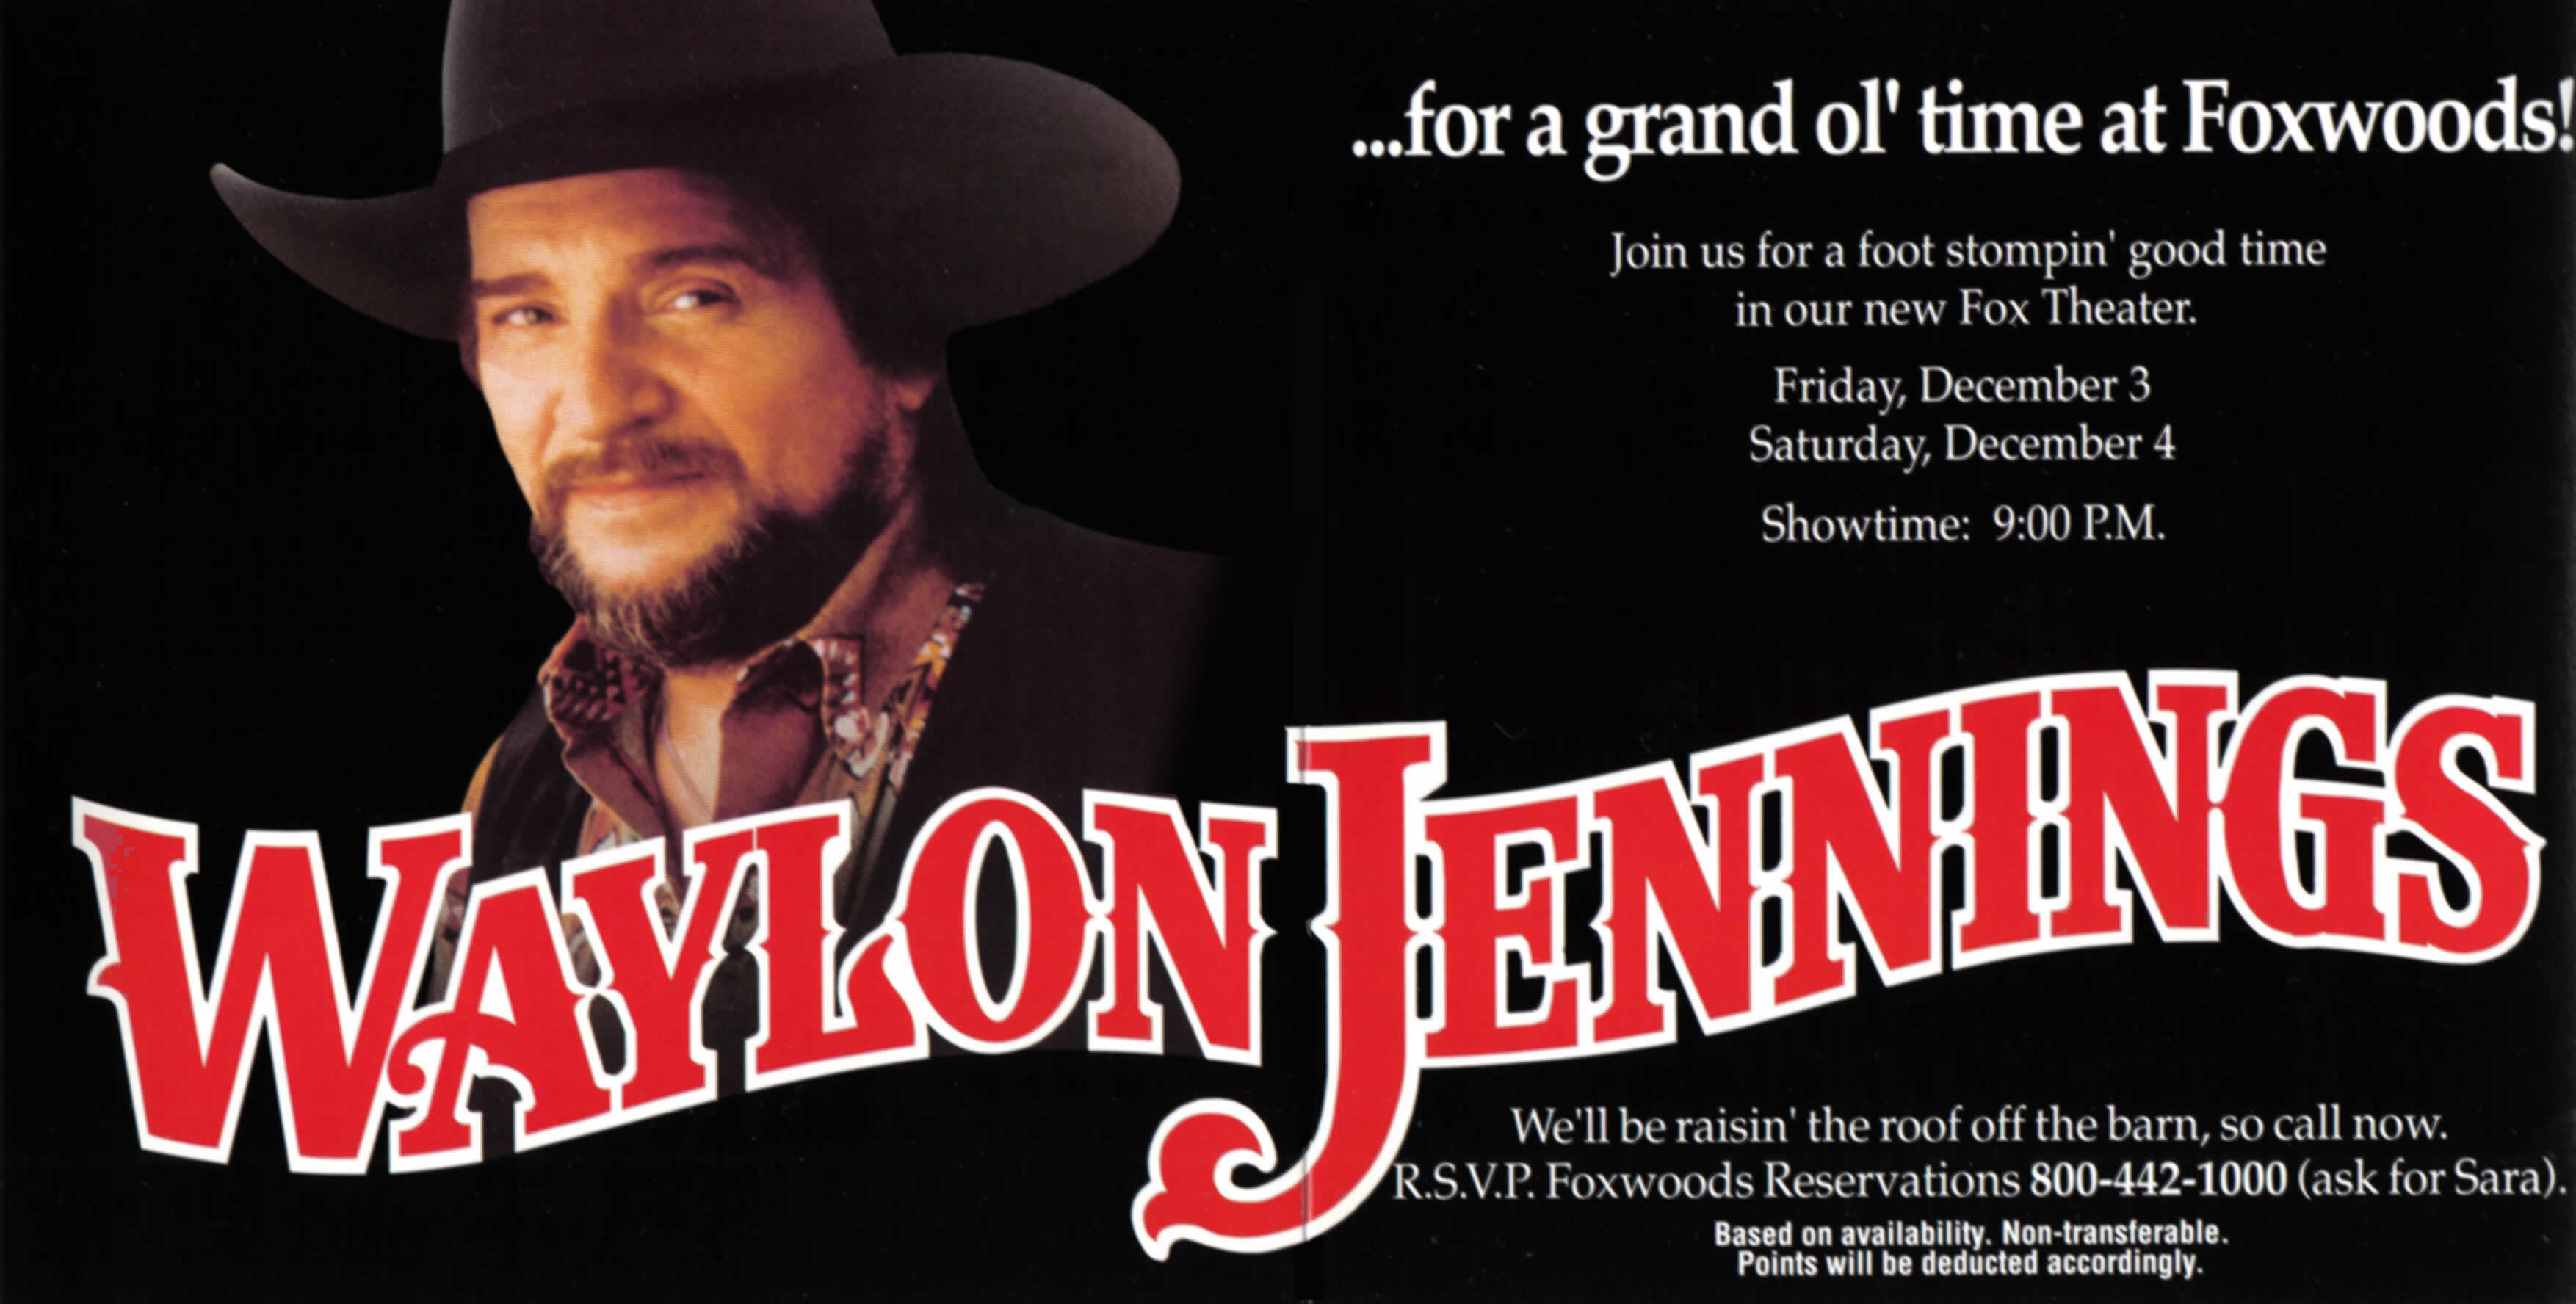 ...for a grand ol' time at Foxwoods!
Join us for a foot stompin' good time
in our new Fox Theater.
Friday, December 3
Saturday, December 4
Showtime: 9:00 P.M.
WAYLON JENNINGS
We'll be raisin' the roof off the barn, so call now.
R.S.V.P. Foxwoods Reservations 800-442-1000 (ask for Sara).
Based on availability. Non-transferable.
Points will be deducted accordingly.